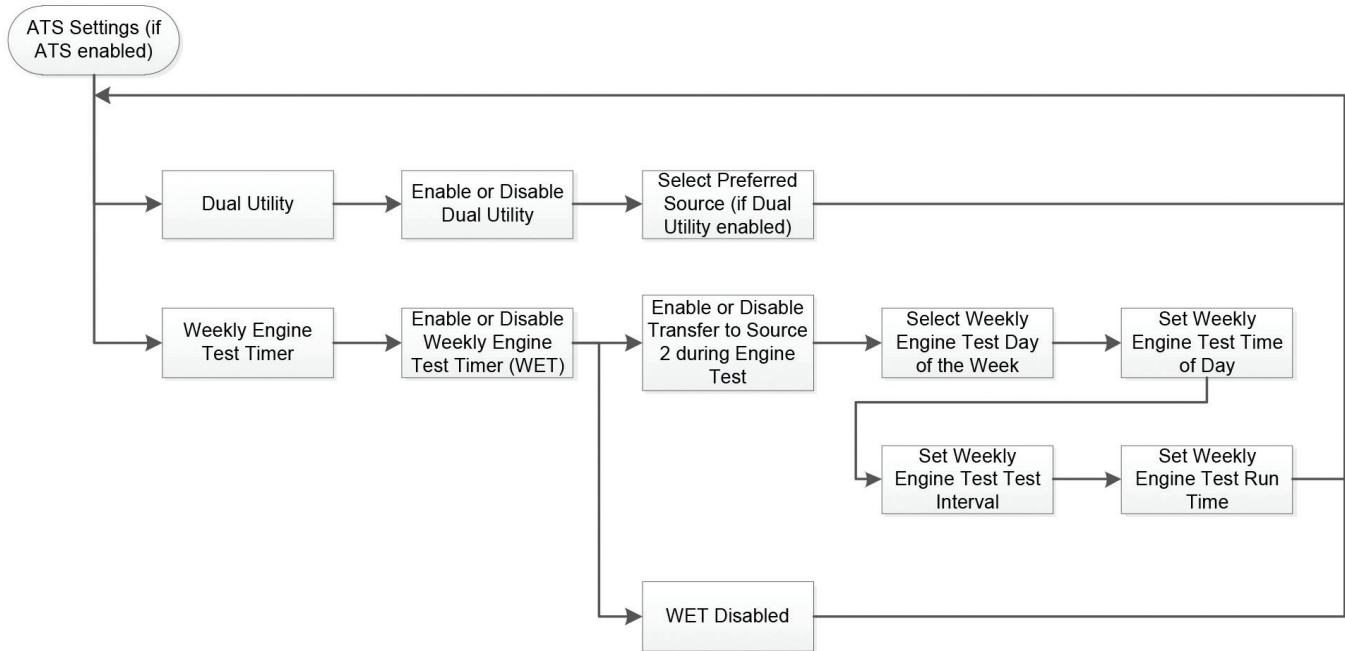 ATS Settings (if
ATS enabled)
Dual Utility
Enable or Disable
Dual Utility
Select Preferred
Source (if Dual
Utility enabled)
Weekly Engine
Test Timer
Enable or Disable
Weekly Engine
Test Timer (WET)
Enable or Disable
Transfer to Source
2 during Engine
Test
Select Weekly
Engine Test Day
of the Week
Set Weekly
Engine Test Time
of Day
Set Weekly
Engine Test Test
Interval
Set Weekly
Engine Test Run
Time
WET Disabled